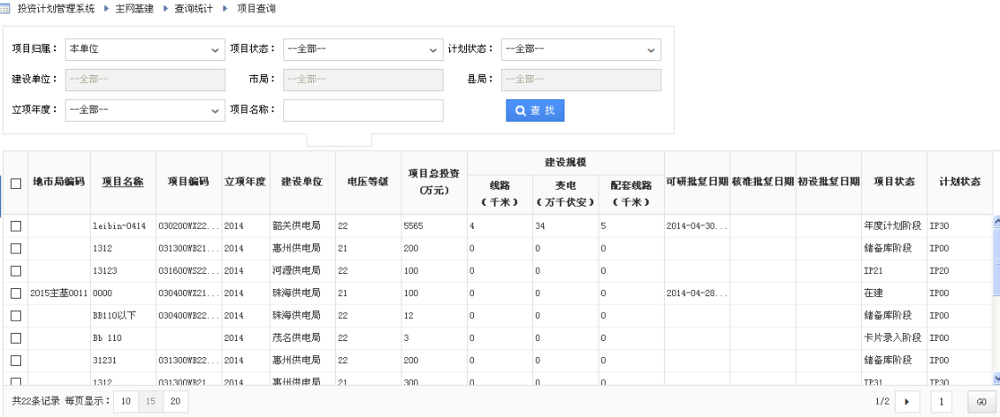 投资计划管理系统 ▶ 主网基建 ▶ 查询统计 ▶ 项目查询
项目归属： 本单位 项目状态： --全部-- 计划状态： --全部--
建设单位： --全部-- 市局： --全部-- 县局： --全部--
立项年度： --全部-- 项目名称： 查 找
地市局编码 项目名称 项目编码 立项年度 建设单位 电压等级 项目总投资(万元) 建设规模 可研批复日期 核准批复日期 初设批复日期 项目状态 计划状态
线路(千米) 变电(万千伏安) 配套线路(千米)
leibin-0414 030200WX22... 2014 韶关供电局 22 5565 4 34 5 2014-04-30... 年度计划阶段 IP30
1312 031300WB21... 2014 惠州供电局 21 200 0 0 0 储备库阶段 IP00
13123 031600WS22... 2014 河源供电局 22 100 0 0 0 IP21 IP20
2015主基0011 0000 030400WX21... 2014 珠海供电局 21 100 0 0 0 2014-04-28... 在建 IP00
BB110以下 030400WB22... 2014 珠海供电局 22 12 0 0 0 储备库阶段 IP00
Bb 110 2014 茂名供电局 22 3 0 0 0 卡片录入阶段 IP00
31231 031300WB22... 2014 惠州供电局 22 200 0 0 0 储备库阶段 IP00
1312 031300WB21... 2014 惠州供电局 21 300 0 0 0 IP31 IP30
共22条记录 每页显示： 10 15 20 1/2 1 GO